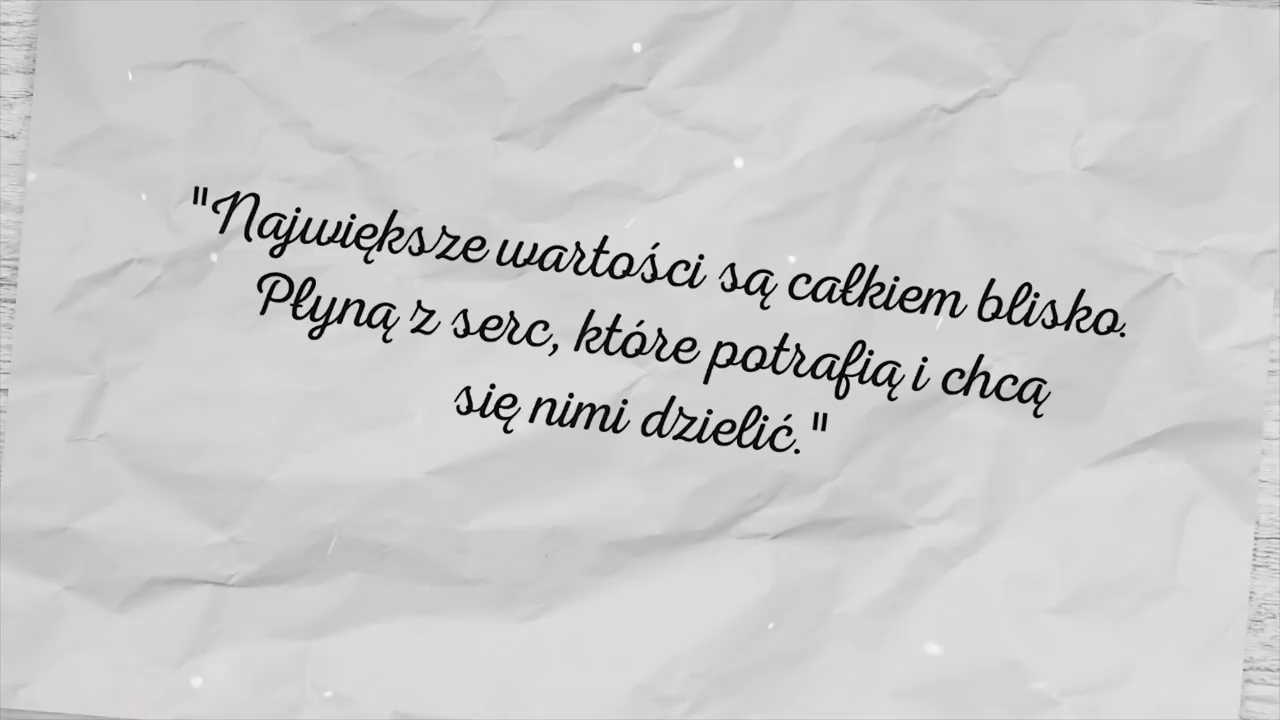 "Największe wartości są całkiem blisko.
Płyną z serc, które potrafią i chcą
się nimi dzielić."